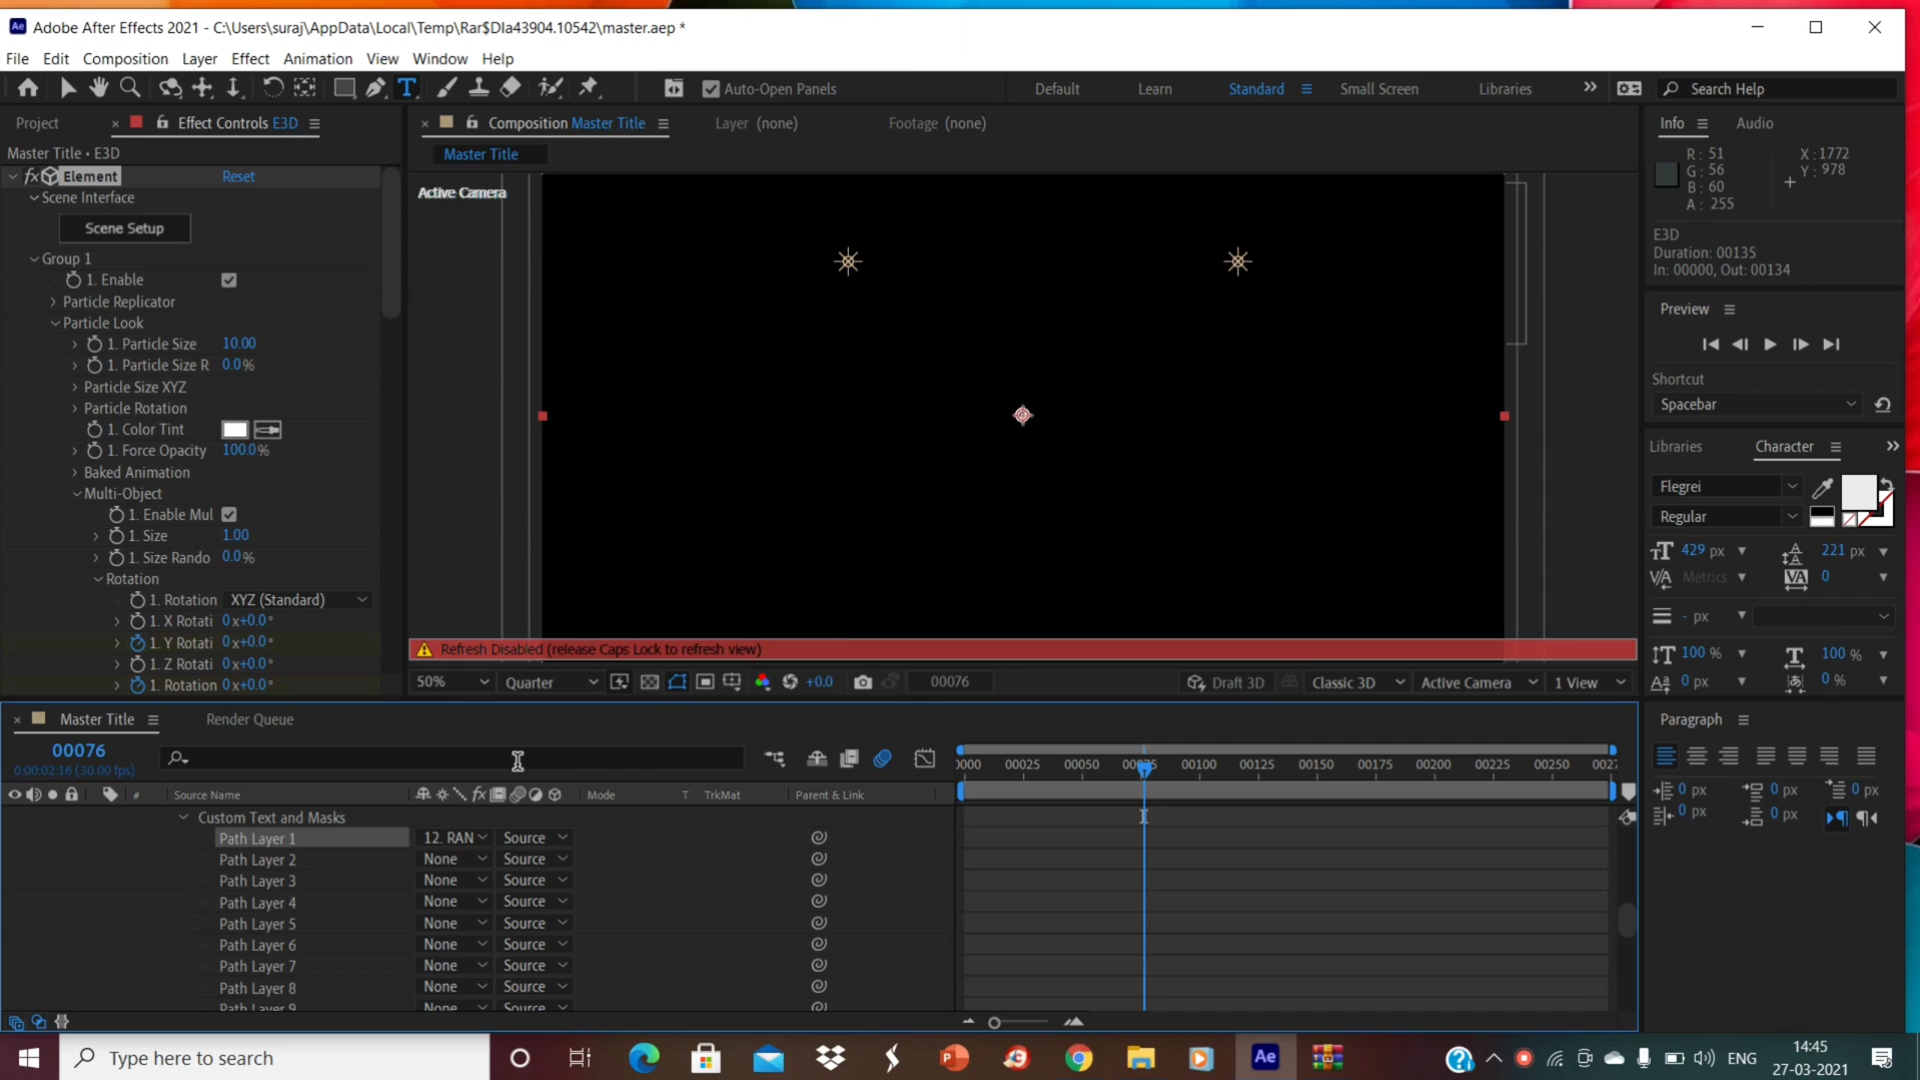 Adobe After Effects 2021 - C:\Users\suraj\AppData\Local\Temp\Rar$DIa43904.10542\master.aep *
File Edit Composition Layer Effect Animation View Window Help
Auto-Open Panels Default Learn Standard Small Screen Libraries Search Help
Project Effect Controls E3D Composition Master Title Layer (none) Footage (none) Info Audio
Master Title • E3D
Master Title
fx Element Reset
Scene Interface
Scene Setup
Group 1
1. Enable
Particle Replicator
Particle Look
1. Particle Size 10.00
1. Particle Size R 0.0%
Particle Size XYZ
Particle Rotation
1. Color Tint
1. Force Opacity 100.0%
Baked Animation
Multi-Object
1. Enable Mul
1. Size 1.00
1. Size Rando 0.0%
Rotation
1. Rotation XYZ (Standard)
1. X Rotati 0x+0.0°
1. Y Rotati 0x+0.0°
1. Z Rotati 0x+0.0°
1. Rotation 0x+0.0°
Active Camera
Refresh Disabled (release Caps Lock to refresh view)
50% Quarter +0.0 00076 Draft 3D Classic 3D Active Camera 1 View
R: 51 X: 1772
G: 56 Y: 978
B: 60
A: 255
E3D
Duration: 00135
In: 00000, Out: 00134
Preview
Shortcut
Spacebar
Libraries Character
Flegrei
Regular
429 px 221 px
Metrics 0
- px
100 % 100 %
0 px 0 %
Paragraph
0 px 0 px 0 px
0 px 0 px
Master Title Render Queue
00076
0:00:02:16 (30.00 fps)
00025 00050 00075 00100 00125 00150 00175 00200 00225 00250
# Source Name fx Mode T TrkMat Parent & Link
Custom Text and Masks
Path Layer 1 12. RAN Source
Path Layer 2 None Source
Path Layer 3 None Source
Path Layer 4 None Source
Path Layer 5 None Source
Path Layer 6 None Source
Path Layer 7 None Source
Path Layer 8 None Source
Path Layer 9 None Source
Type here to search
Ae
ENG
14:45
27-03-2021